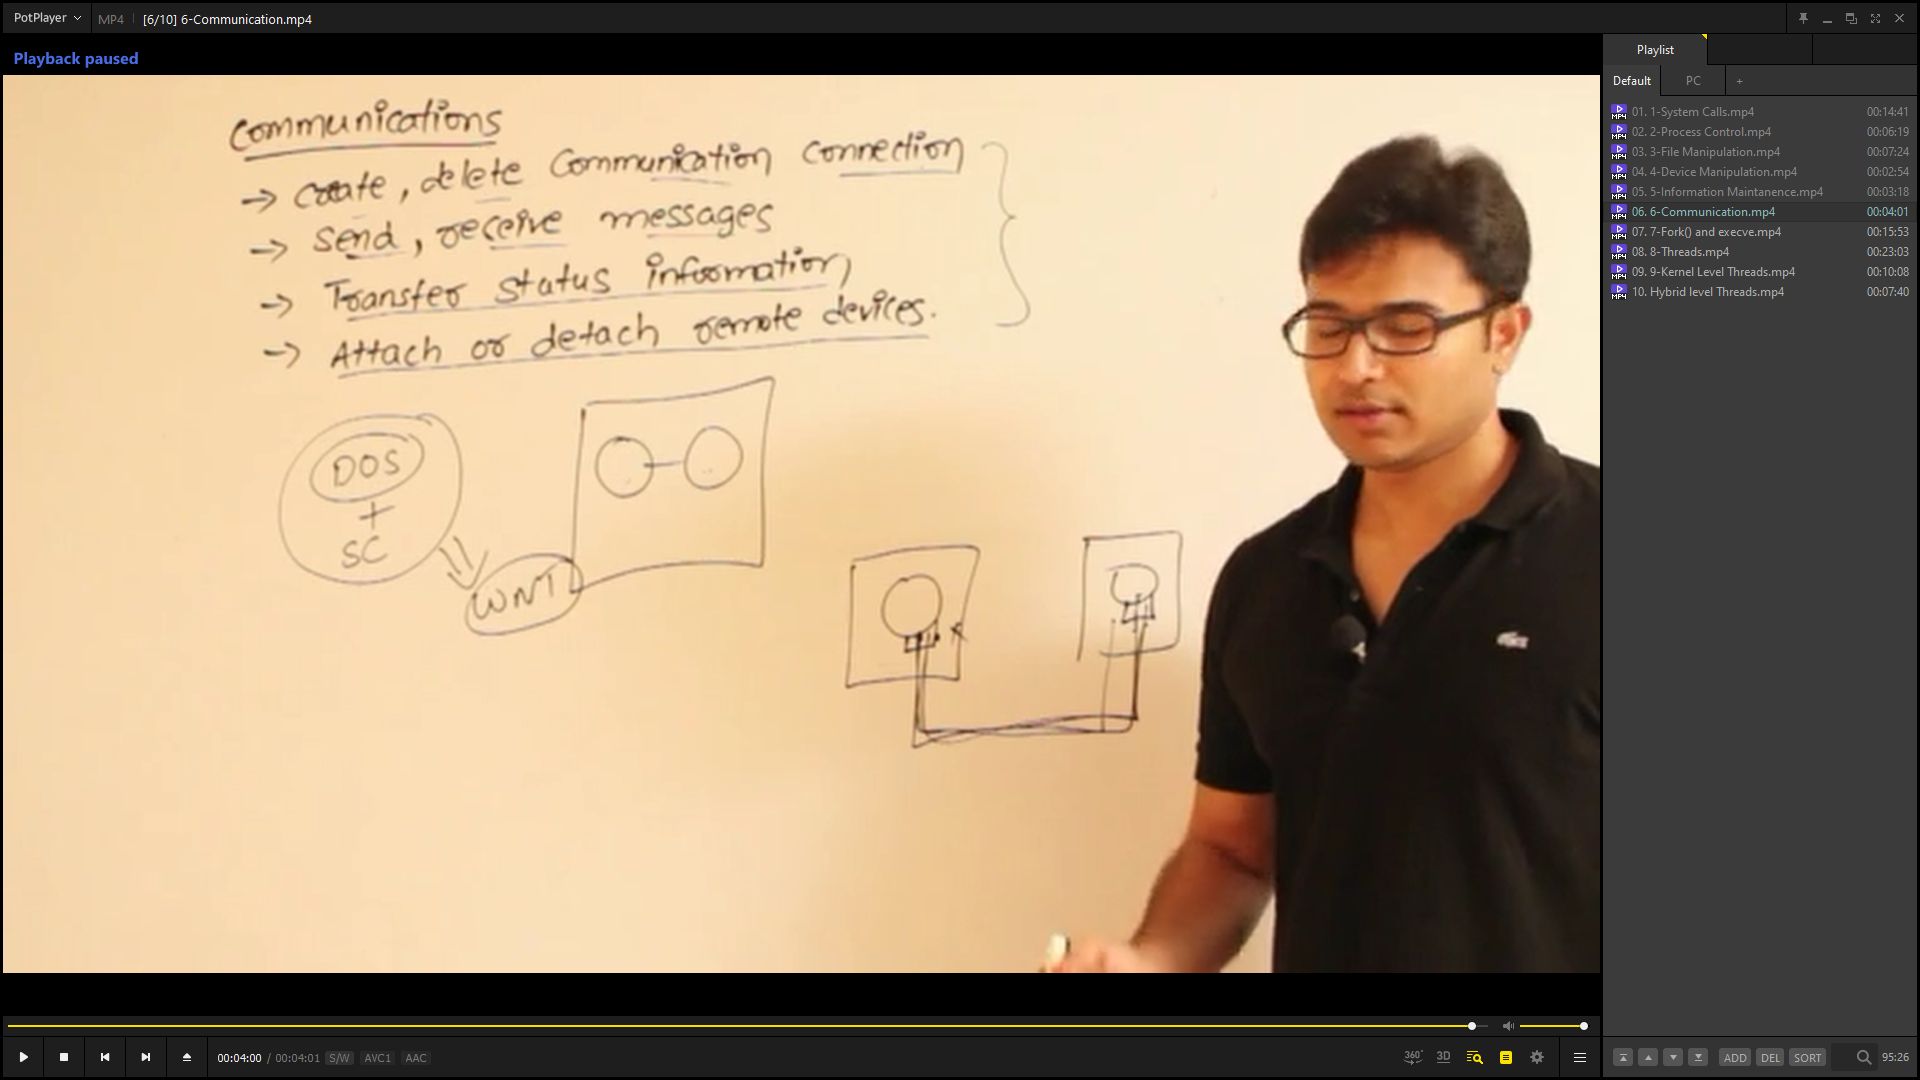 PotPlayer
MP4
[6/10] 6-Communication.mp4
Playback paused
Communications
→ create, delete communication connection
→ send, receive messages
→ Transfer status information
→ Attach or detach remote devices.
DOS
+
SC
WNT
Playlist
Default
PC
+
01. 1-System Calls.mp4 00:14:41
02. 2-Process Control.mp4 00:06:19
03. 3-File Manipulation.mp4 00:07:24
04. 4-Device Manipulation.mp4 00:02:54
05. 5-Information Maintanence.mp4 00:03:18
06. 6-Communication.mp4 00:04:01
07. 7-Fork() and execve.mp4 00:15:53
08. 8-Threads.mp4 00:23:03
09. 9-Kernel Level Threads.mp4 00:10:08
10. Hybrid level Threads.mp4 00:07:40
00:04:00 / 00:04:01 S/W AVC1 AAC
360° 3D
ADD DEL SORT 95:26